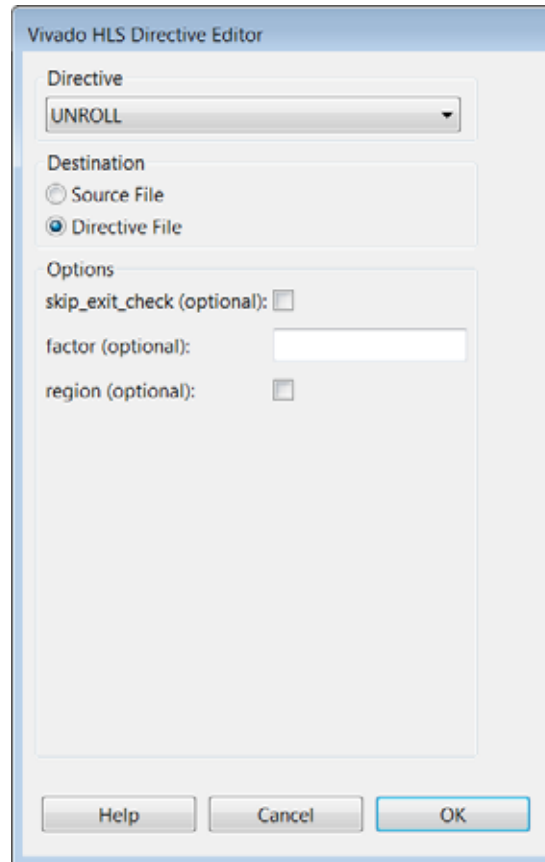 Vivado HLS Directive Editor
Directive
UNROLL
Destination
Source File
Directive File
Options
skip_exit_check (optional):
factor (optional):
region (optional):
Help Cancel OK